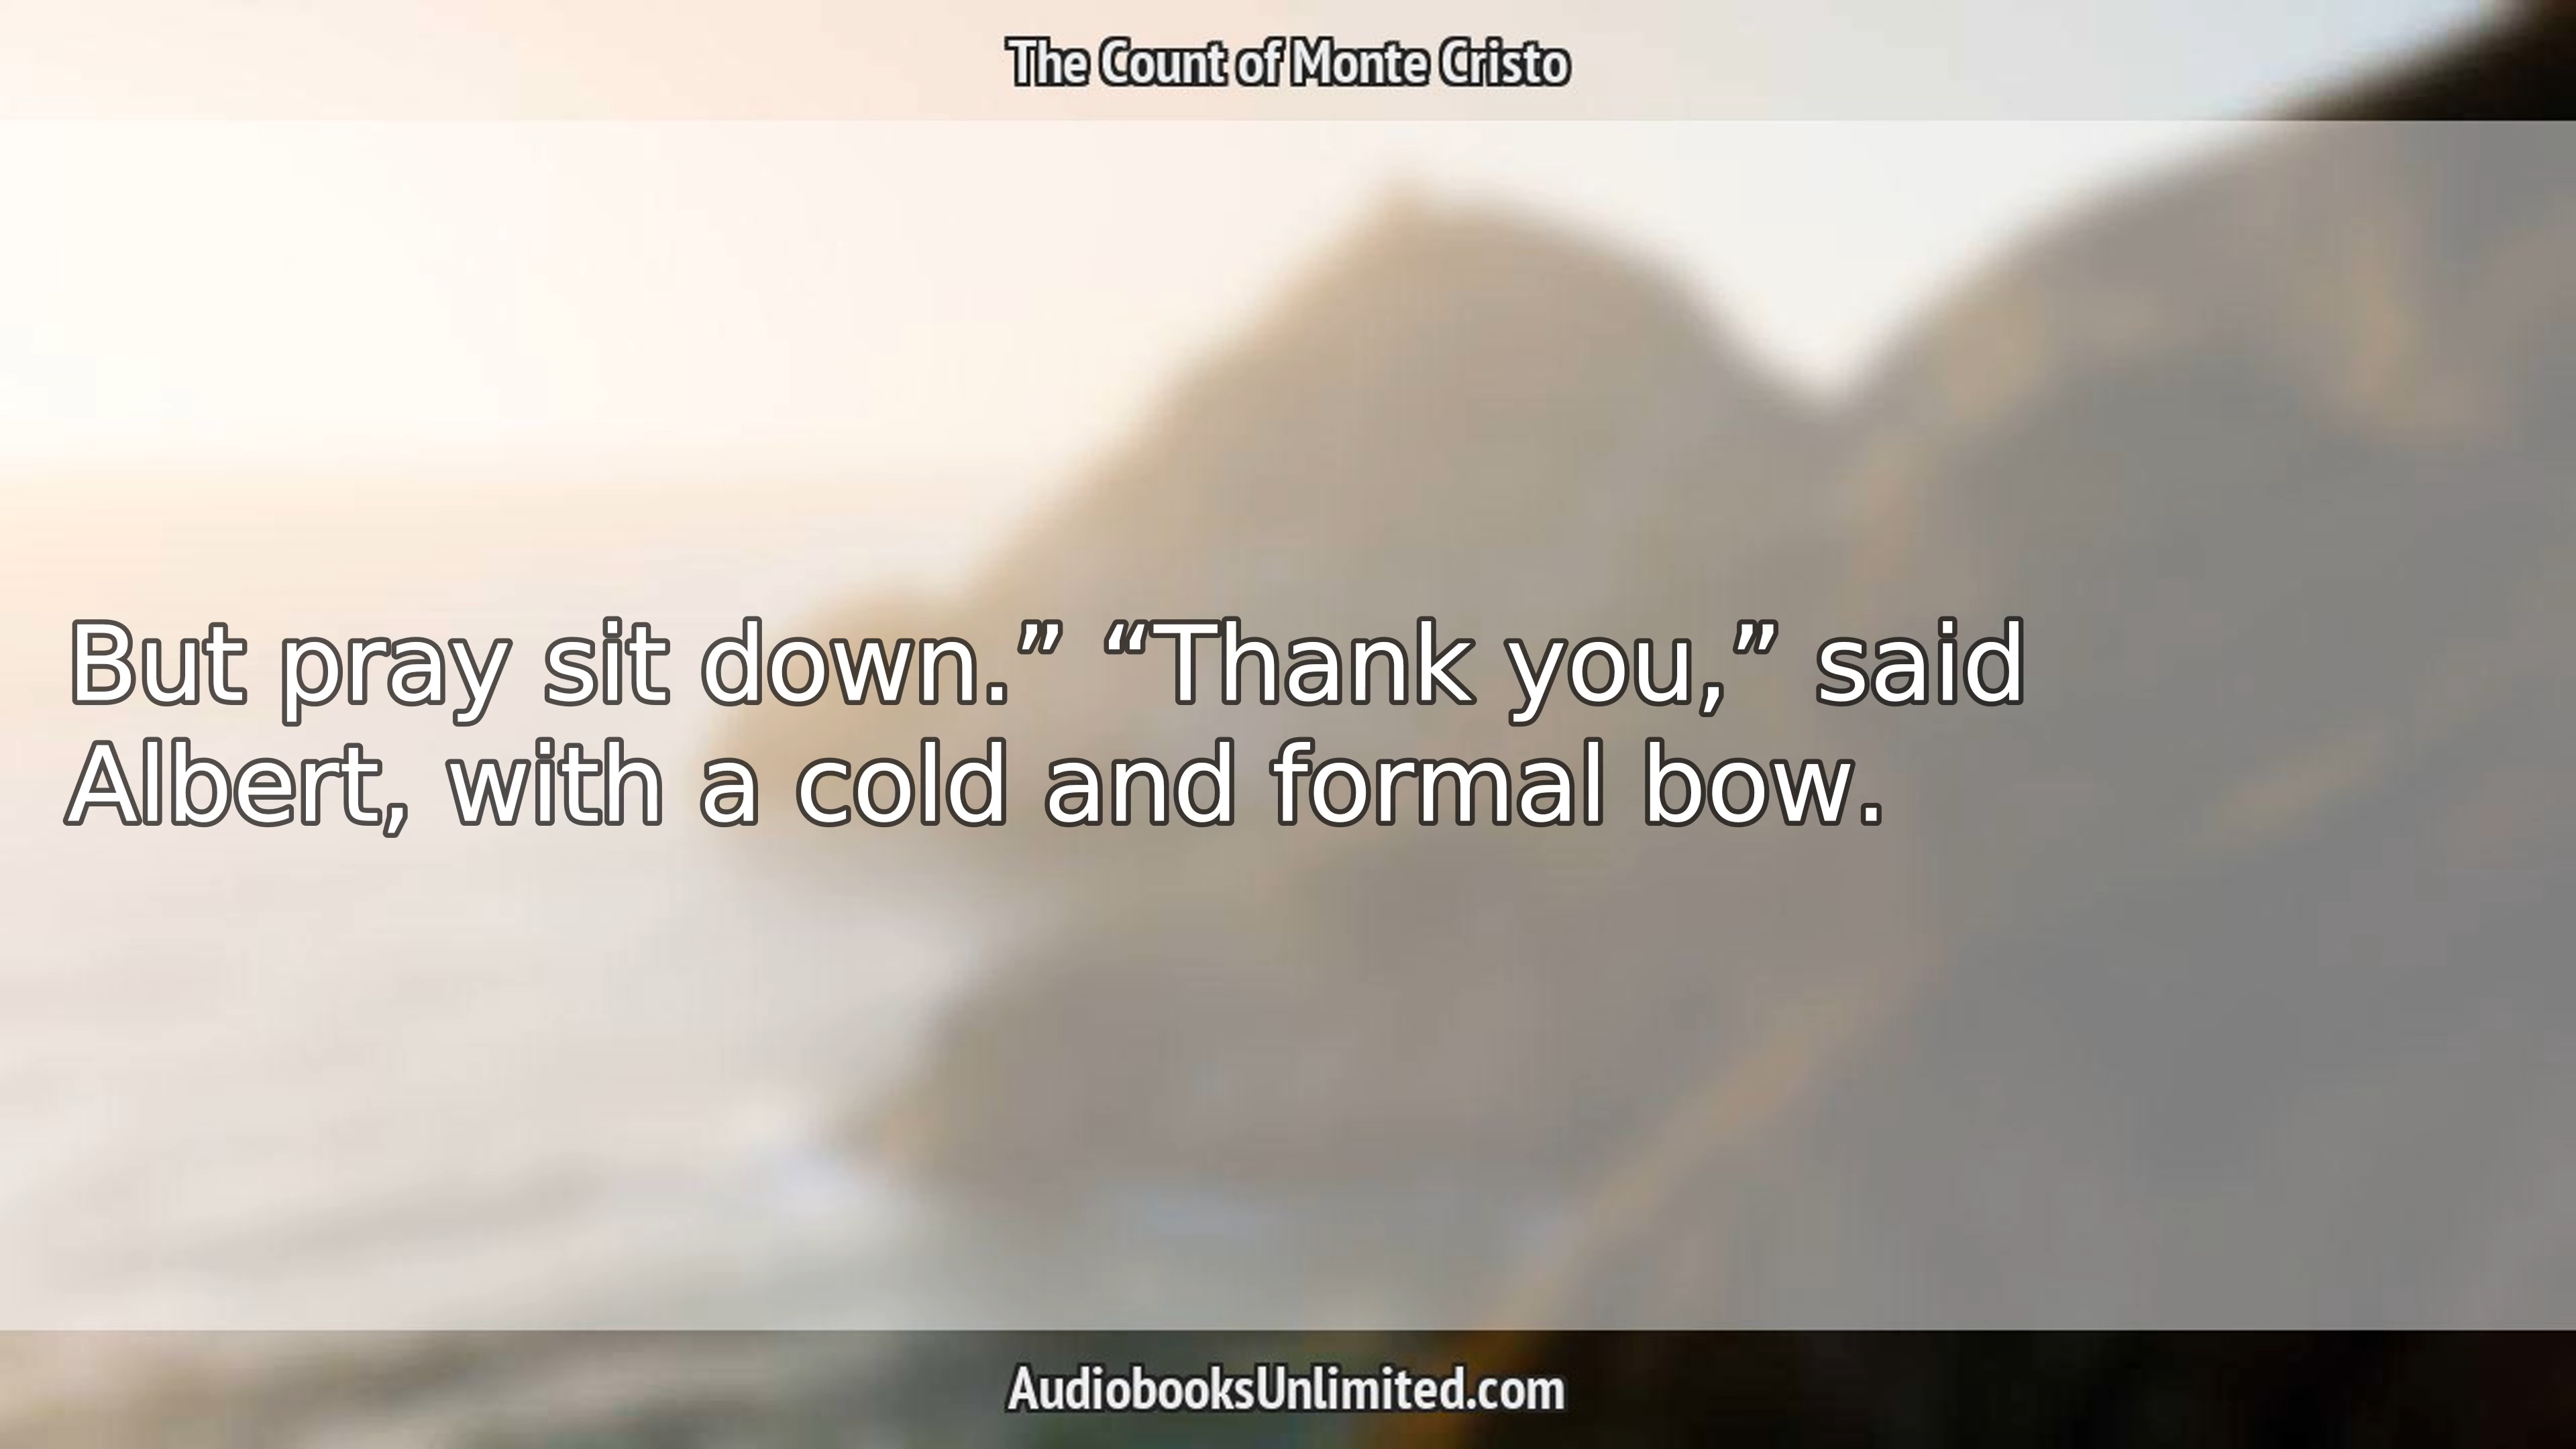 The Count of Monte Cristo
But pray sit down.” “Thank you,” said
Albert, with a cold and formal bow.
AudiobooksUnlimited.com